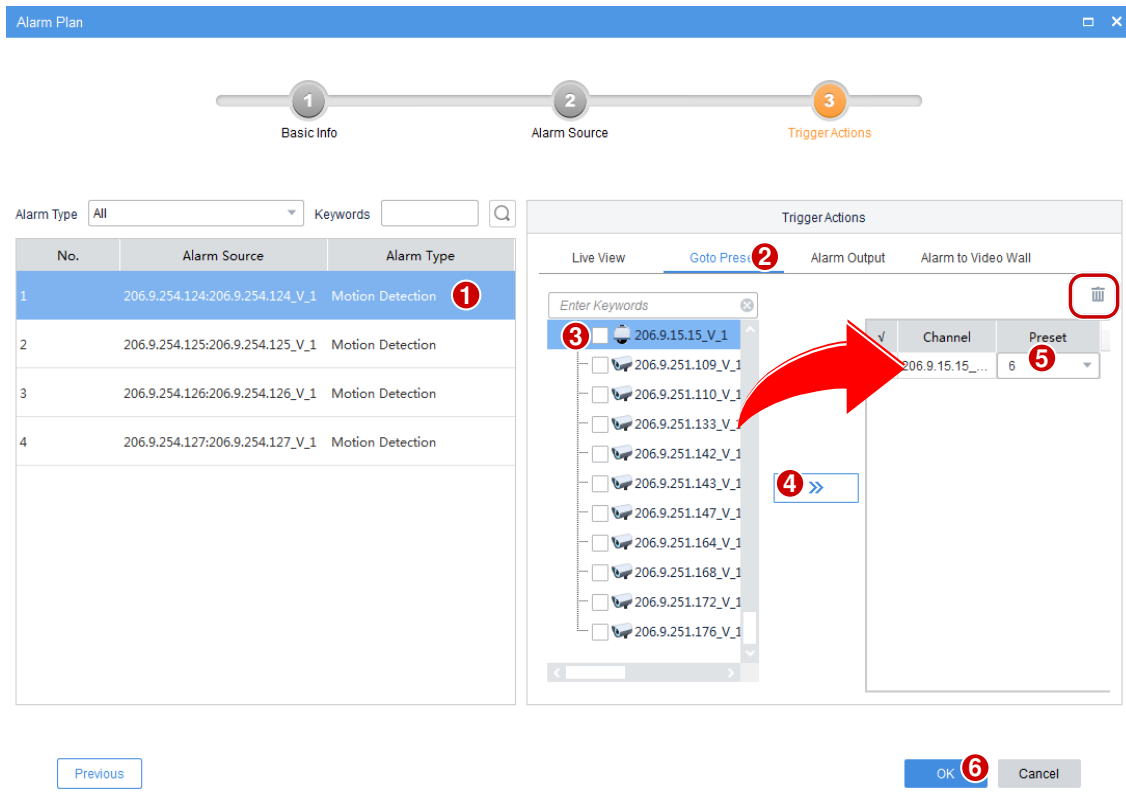 Alarm Plan
1
2
3
Basic Info
Alarm Source
Trigger Actions
Alarm Type
All
Keywords
No.
Alarm Source
Alarm Type
1
206.9.254.124:206.9.254.124_V_1
Motion Detection
1
2
206.9.254.125:206.9.254.125_V_1
Motion Detection
3
206.9.254.126:206.9.254.126_V_1
Motion Detection
4
206.9.254.127:206.9.254.127_V_1
Motion Detection
Trigger Actions
Live View
Goto Prese
2
Alarm Output
Alarm to Video Wall
Enter Keywords
3
206.9.15.15_V_1
206.9.251.109_V_1
206.9.251.110_V_1
206.9.251.133_V_1
206.9.251.142_V_1
206.9.251.143_V_1
206.9.251.147_V_1
206.9.251.164_V_1
206.9.251.168_V_1
206.9.251.172_V_1
206.9.251.176_V_1
4
√
Channel
Preset
206.9.15.15_...
6
5
Previous
OK
6
Cancel